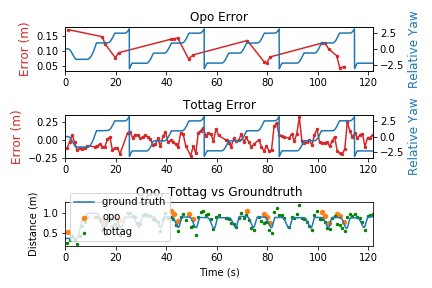 Opo Error
Error (m)
0.15
0.10
0.05
2.5
0.0
−2.5
Relative Yaw
0 20 40 60 80 100 120
Tottag Error
Error (m)
0.25
0.00
−0.25
2.5
0.0
−2.5
Relative Yaw
0 20 40 60 80 100 120
Opo, Tottag vs Groundtruth
Distance (m)
1.0
0.5
ground truth
opo
tottag
0 20 40 60 80 100 120
Time (s)